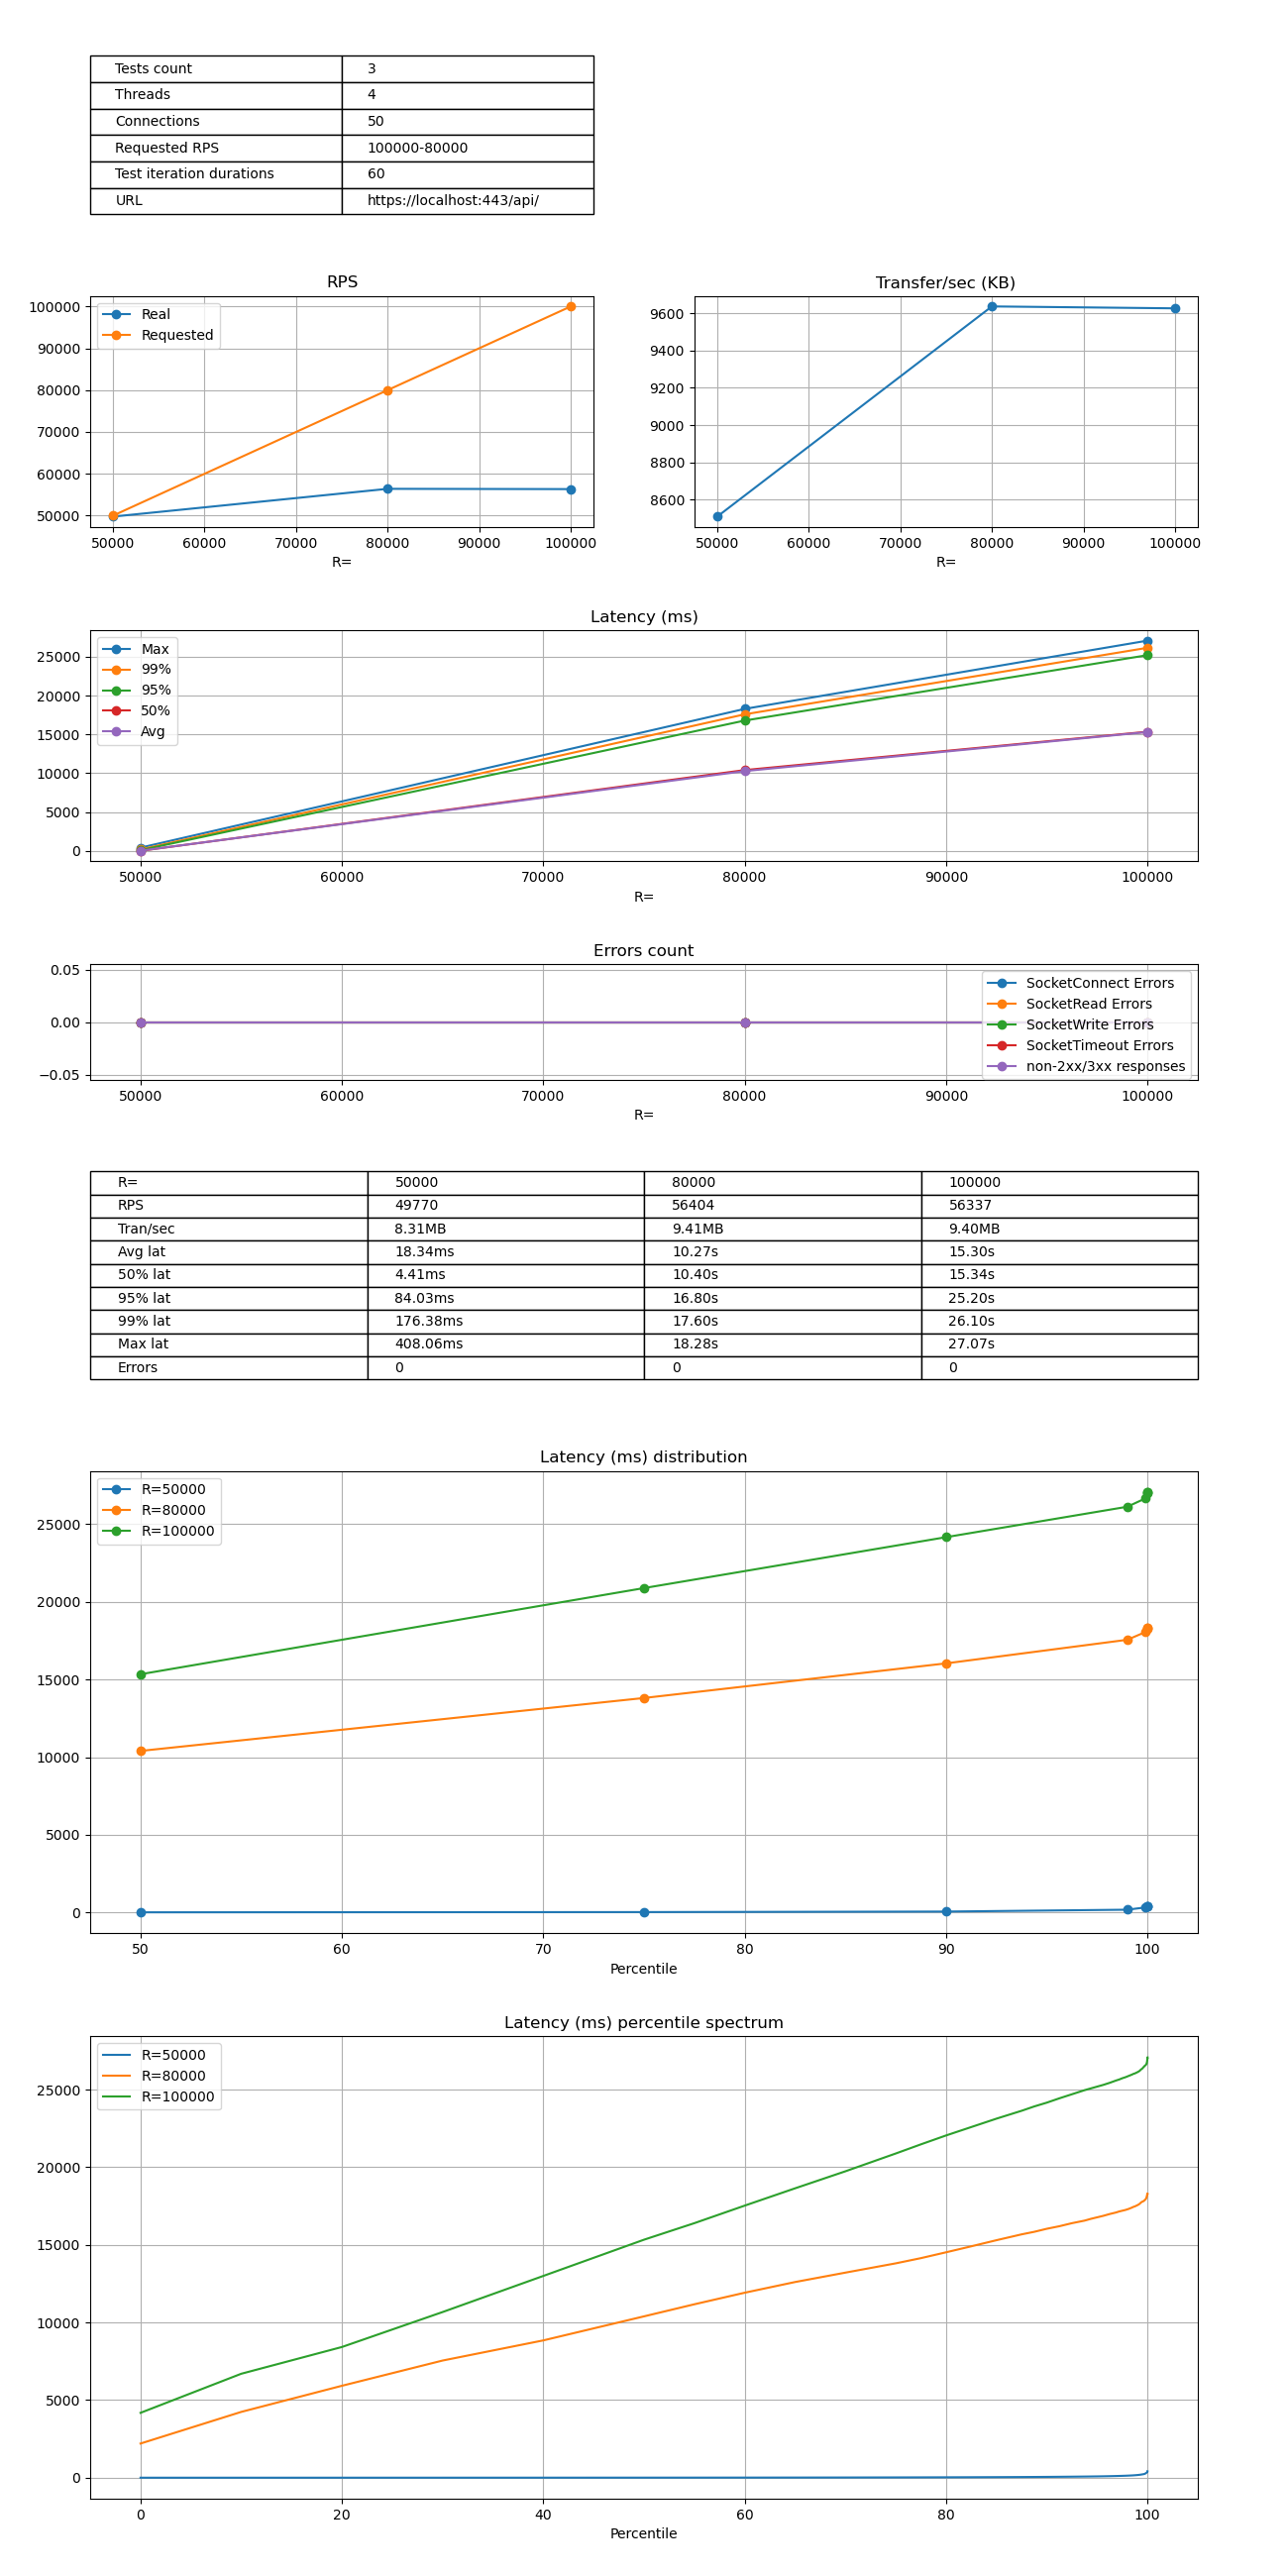 Tests count 3
Threads 4
Connections 50
Requested RPS 100000-80000
Test iteration durations 60
URL https://localhost:443/api/
RPS
Real
Requested
100000
90000
80000
70000
60000
50000
50000 60000 70000 80000 90000 100000
R=
Transfer/sec (KB)
9600
9400
9200
9000
8800
8600
50000 60000 70000 80000 90000 100000
R=
Latency (ms)
Max
99%
95%
50%
Avg
25000
20000
15000
10000
5000
0
50000 60000 70000 80000 90000 100000
R=
Errors count
0.05
0.00
−0.05
SocketConnect Errors
SocketRead Errors
SocketWrite Errors
SocketTimeout Errors
non-2xx/3xx responses
50000 60000 70000 80000 90000 100000
R=
R= 50000 80000 100000
RPS 49770 56404 56337
Tran/sec 8.31MB 9.41MB 9.40MB
Avg lat 18.34ms 10.27s 15.30s
50% lat 4.41ms 10.40s 15.34s
95% lat 84.03ms 16.80s 25.20s
99% lat 176.38ms 17.60s 26.10s
Max lat 408.06ms 18.28s 27.07s
Errors 0 0 0
Latency (ms) distribution
R=50000
R=80000
R=100000
25000
20000
15000
10000
5000
0
50 60 70 80 90 100
Percentile
Latency (ms) percentile spectrum
R=50000
R=80000
R=100000
25000
20000
15000
10000
5000
0
0 20 40 60 80 100
Percentile